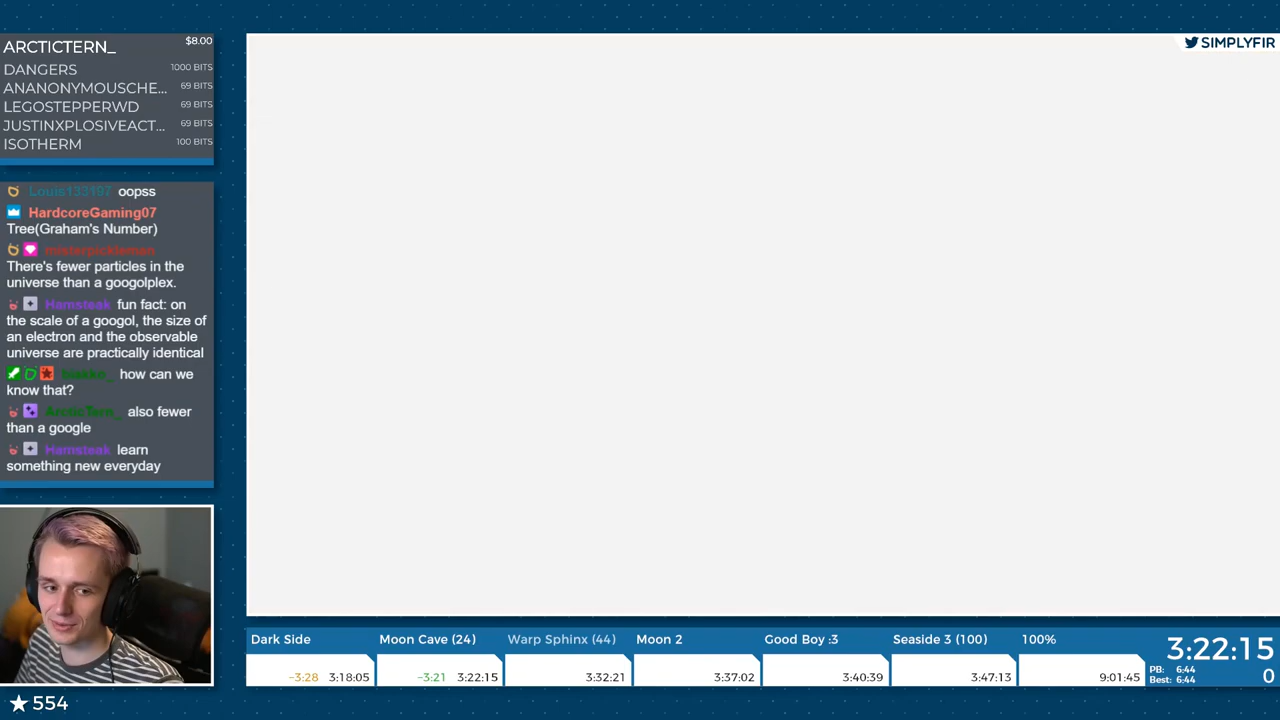 ARCTICTERN_ $8.00
DANGERS 1000 BITS
ANANONYMOUSCHE... 69 BITS
LEGOSTEPPERWD 69 BITS
JUSTINXPLOSIVEACT... 69 BITS
ISOTHERM 100 BITS
SIMPLYFIR
Louis133197 oopss
HardcoreGaming07
Tree(Graham's Number)
misterpickleman
There's fewer particles in the
universe than a googolplex.
Hamsteak fun fact: on
the scale of a googol, the size of
an electron and the observable
universe are practically identical
how can we
know that?
ArcticTern_ also fewer
than a google
Hamsteak learn
something new everyday
Dark Side Moon Cave (24) Warp Sphinx (44) Moon 2 Good Boy :3 Seaside 3 (100) 100%
−3:28 3:18:05 −3:21 3:22:15 3:32:21 3:37:02 3:40:39 3:47:13 9:01:45
3:22:15
PB: 6:44
Best: 6:44 0
★ 554